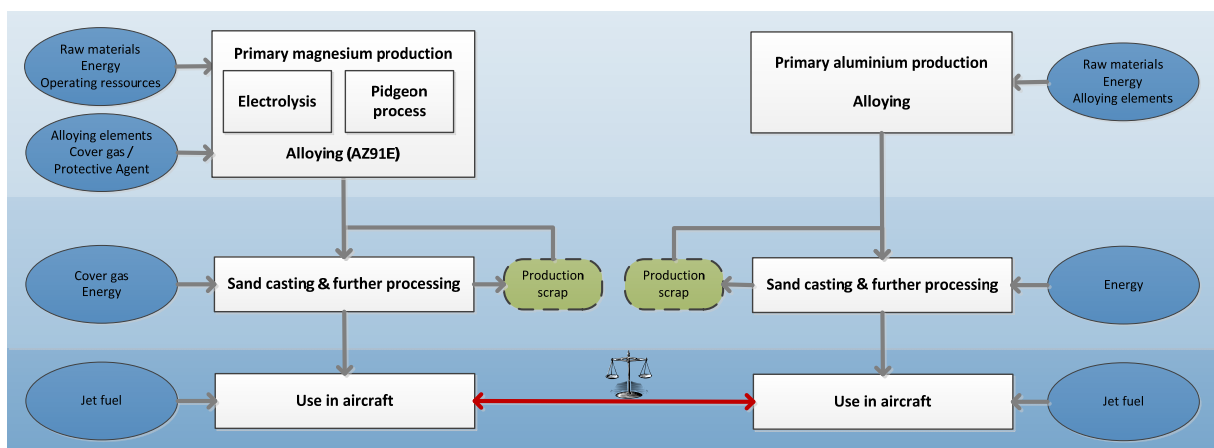 Raw materials
Energy
Operating ressources
Alloying elements
Cover gas /
Protective Agent
Primary magnesium production
Electrolysis
Pidgeon
process
Alloying (AZ91E)
Primary aluminium production
Alloying
Raw materials
Energy
Alloying elements
Cover gas
Energy
Sand casting & further processing
Production
scrap
Production
scrap
Sand casting & further processing
Energy
Jet fuel
Use in aircraft
Use in aircraft
Jet fuel